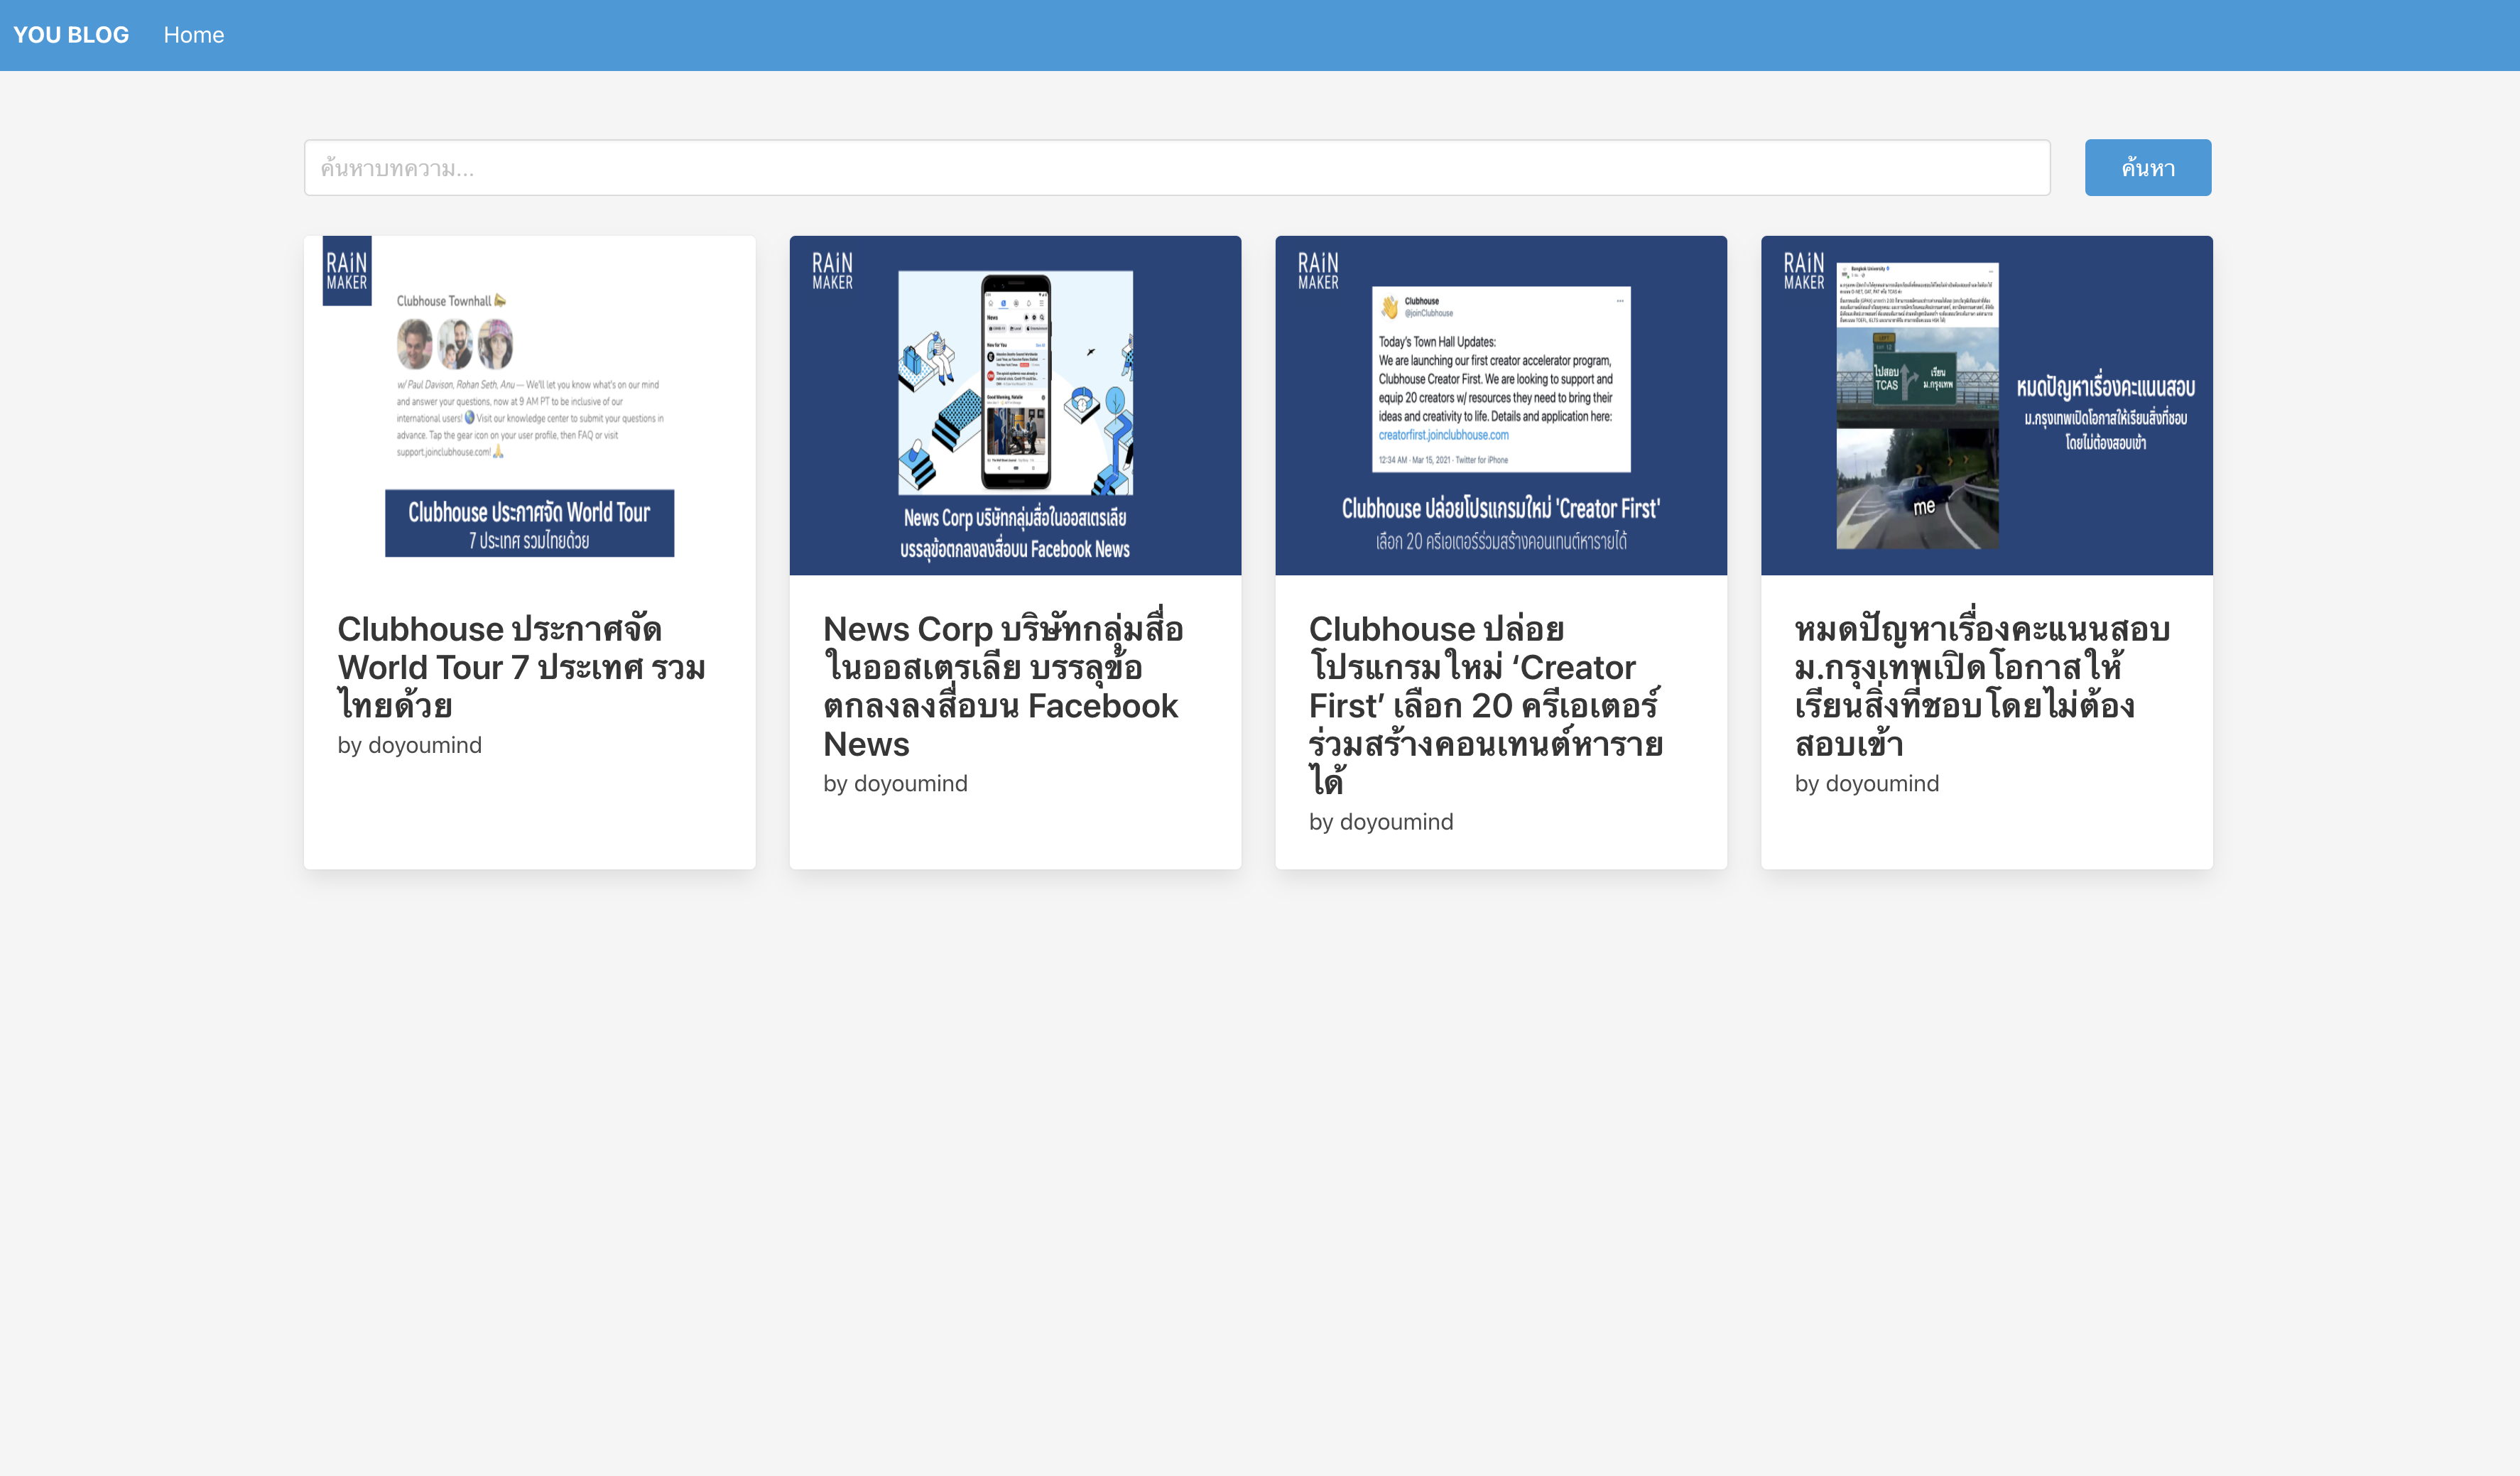 YOU BLOG
Home
ค้นหาบทความ...
ค้นหา
RAiN
MAKER
Clubhouse Townhall
w/ Paul Davison, Rohan Seth, Anu — We'll let you know what's on our mind
and answer your questions, now at 9 AM PT to be inclusive of our
international users! 🌎 Visit our knowledge center to submit your questions in
advance. Tap the gear icon on your user profile, then FAQ or visit
support.joinclubhouse.com! 🙏
Clubhouse ประกาศจัด World Tour
7 ประเทศ รวมไทยด้วย
Clubhouse ประกาศจัด
World Tour 7 ประเทศ รวม
ไทยด้วย
by doyoumind
RAiN
MAKER
News
News Corp บริษัทกลุ่มสื่อในออสเตรเลีย
บรรลุข้อตกลงลงสื่อบน Facebook News
News Corp บริษัทกลุ่มสื่อ
ในออสเตรเลีย บรรลุข้อ
ตกลงลงสื่อบน Facebook
News
by doyoumind
RAiN
MAKER
Clubhouse
@joinClubhouse
Today's Town Hall Updates:
We are launching our first creator accelerator program,
Clubhouse Creator First. We are looking to support and
equip 20 creators w/ resources they need to bring their
ideas and creativity to life. Details and application here:
creatorfirst.joinclubhouse.com
12:34 AM · Mar 15, 2021 · Twitter for iPhone
Clubhouse ปล่อยโปรแกรมใหม่ 'Creator First'
เลือก 20 ครีเอเตอร์ร่วมสร้างคอนเทนต์หารายได้
Clubhouse ปล่อย
โปรแกรมใหม่ ‘Creator
First’ เลือก 20 ครีเอเตอร์
ร่วมสร้างคอนเทนต์หาราย
ได้
by doyoumind
RAiN
MAKER
Bangkok University
LEFT
EXIT 12
ไปสอบ
TCAS
เรียน
ม.กรุงเทพ
me
หมดปัญหาเรื่องคะแนนสอบ
ม.กรุงเทพเปิดโอกาสให้เรียนสิ่งที่ชอบ
โดยไม่ต้องสอบเข้า
หมดปัญหาเรื่องคะแนนสอบ
ม.กรุงเทพเปิดโอกาสให้
เรียนสิ่งที่ชอบโดยไม่ต้อง
สอบเข้า
by doyoumind